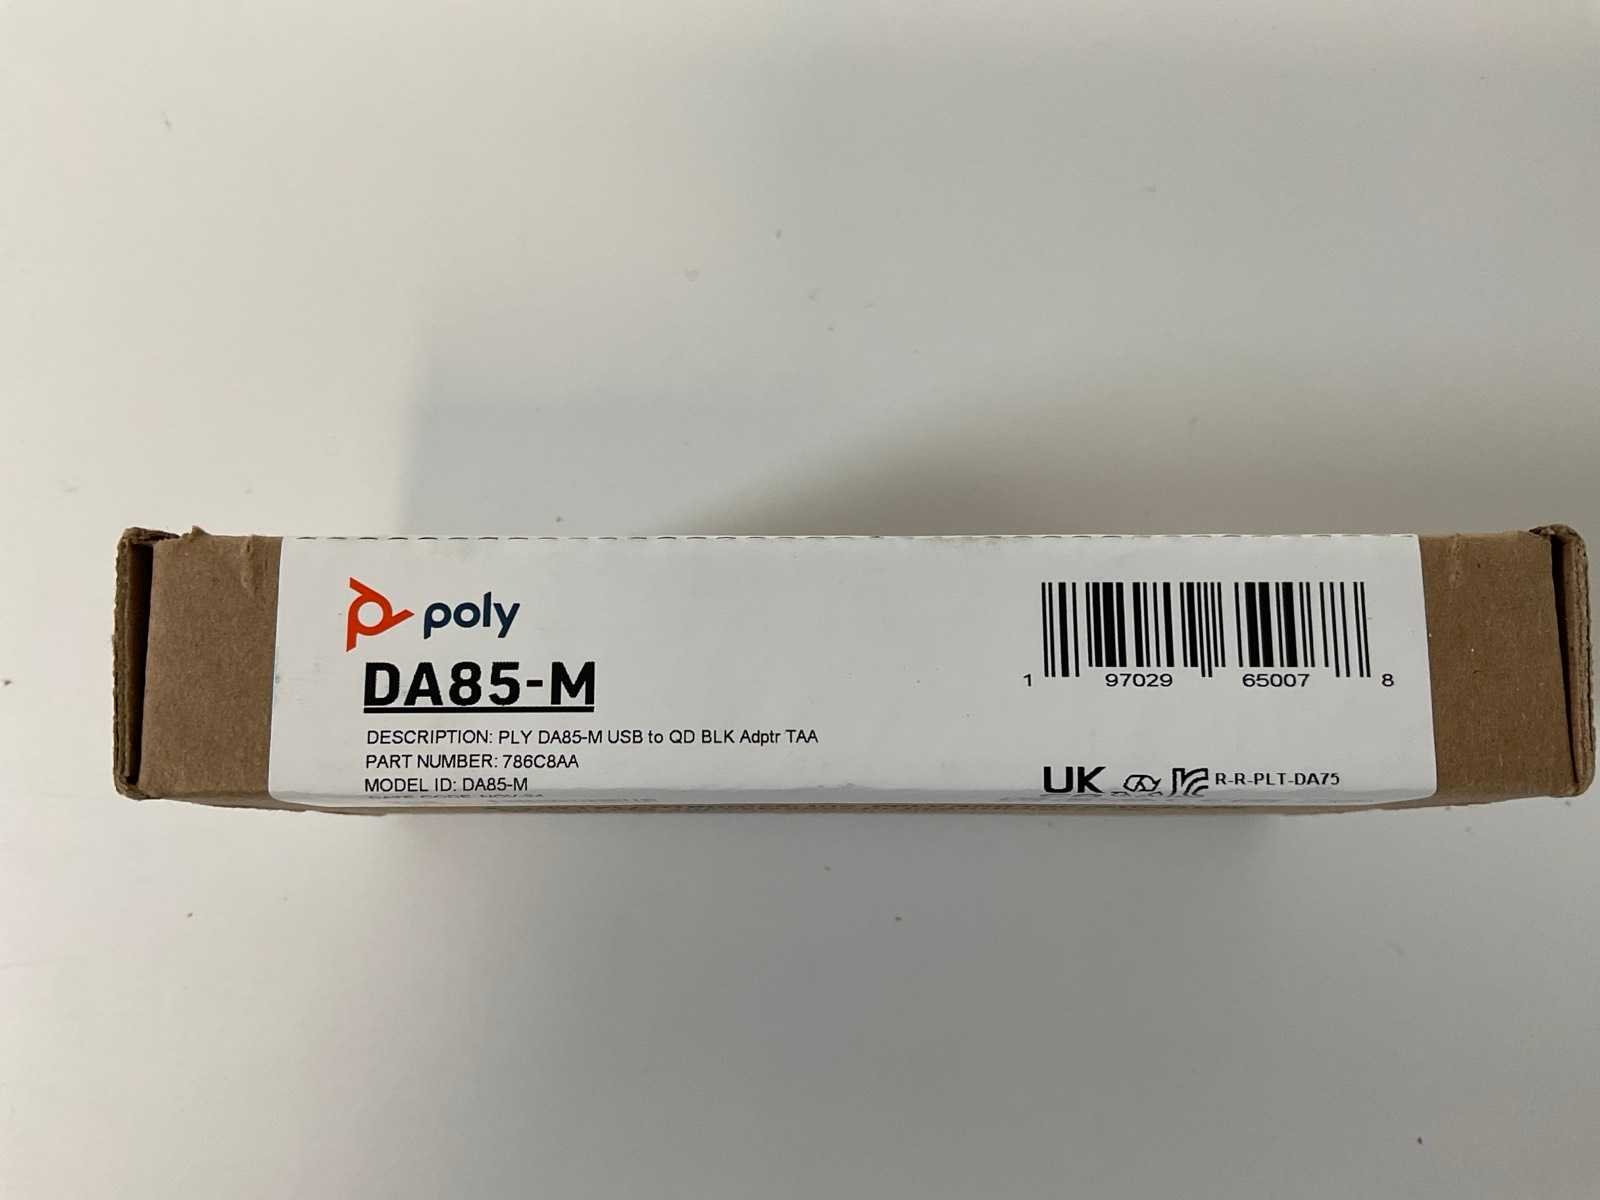 poly
DA85-M
DESCRIPTION: PLY DA85-M USB to QD BLK Adptr TAA
PART NUMBER: 786C8AA
MODEL ID: DA85-M
1 97029 65007 8
UK
R-R-PLT-DA75